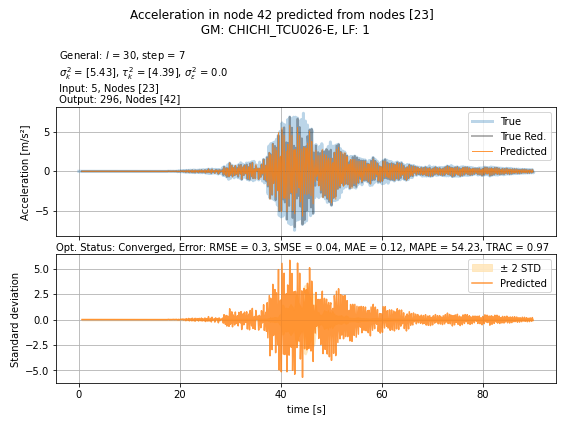 Acceleration in node 42 predicted from nodes [23]
GM: CHICHI_TCU026-E, LF: 1
General: l = 30, step = 7
σ²ₖ = [5.43], τ²ₖ = [4.39], σ²ε = 0.0
Input: 5, Nodes [23]
Output: 296, Nodes [42]
Acceleration [m/s²]
5
0
−5
True
True Red.
Predicted
Opt. Status: Converged, Error: RMSE = 0.3, SMSE = 0.04, MAE = 0.12, MAPE = 54.23, TRAC = 0.97
Standard deviation
5.0
2.5
0.0
−2.5
−5.0
± 2 STD
Predicted
0 20 40 60 80
time [s]